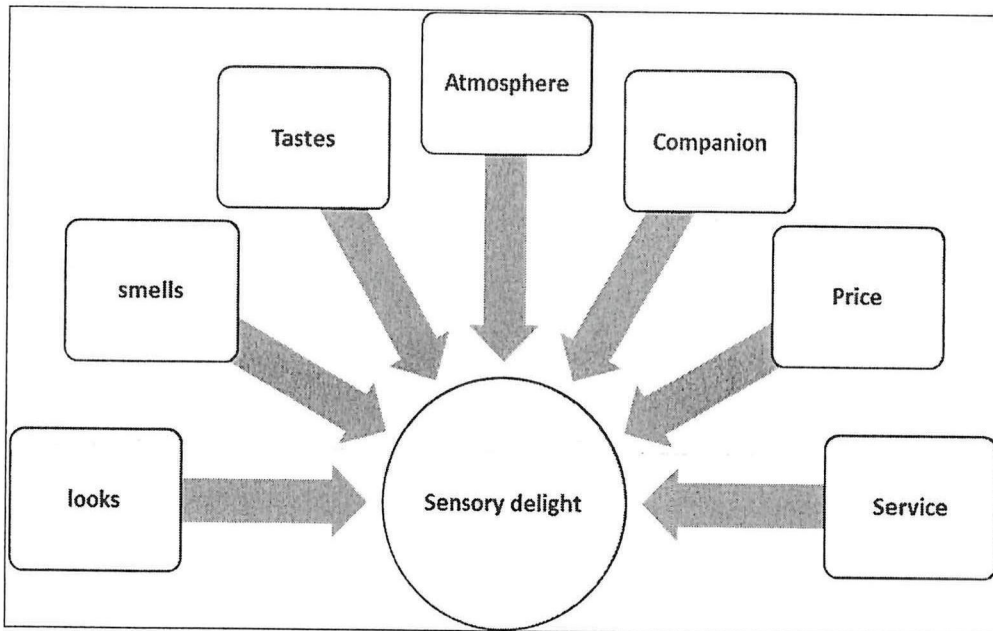 Atmosphere
Tastes
Companion
smells
Price
looks
Sensory delight
Service